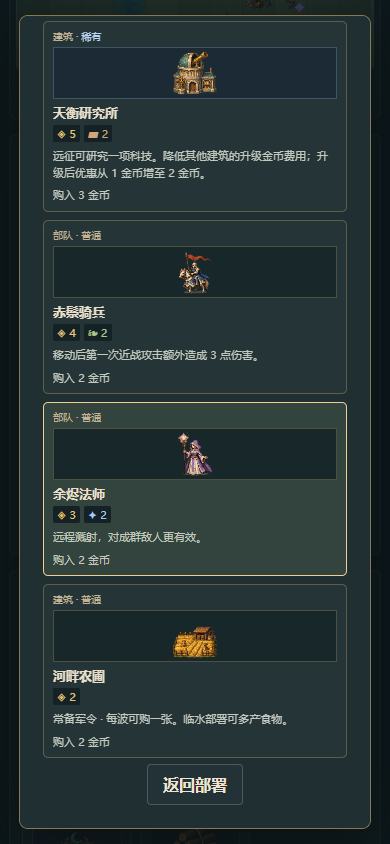 建筑 · 稀有
天衡研究所
5 2
远征可研究一项科技。降低其他建筑的升级金币费用；升
级后优惠从 1 金币增至 2 金币。
购入 3 金币
部队 · 普通
赤鬃骑兵
4 2
移动后第一次近战攻击额外造成 3 点伤害。
购入 2 金币
部队 · 普通
余烬法师
3 2
远程溅射，对成群敌人更有效。
购入 2 金币
建筑 · 普通
河畔农圃
2
常备军令 · 每波可购一张。临水部署可多产食物。
购入 2 金币
返回部署